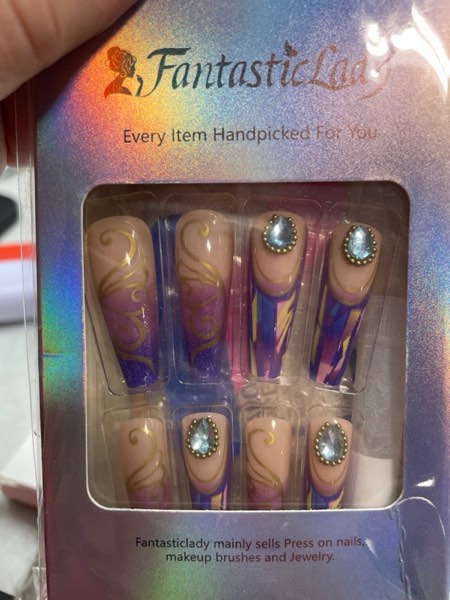 FantasticLady
Every Item Handpicked For You
Fantasticlady mainly sells Press on nails,
makeup brushes and Jewelry.